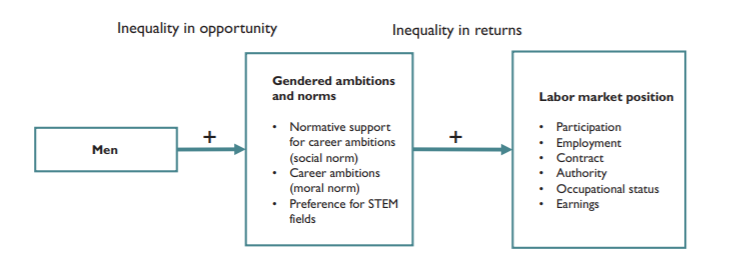 Inequality in opportunity
Inequality in returns
Men
+
Gendered ambitions
and norms
• Normative support
for career ambitions
(social norm)
• Career ambitions
(moral norm)
• Preference for STEM
fields
+
Labor market position
• Participation
• Employment
• Contract
• Authority
• Occupational status
• Earnings